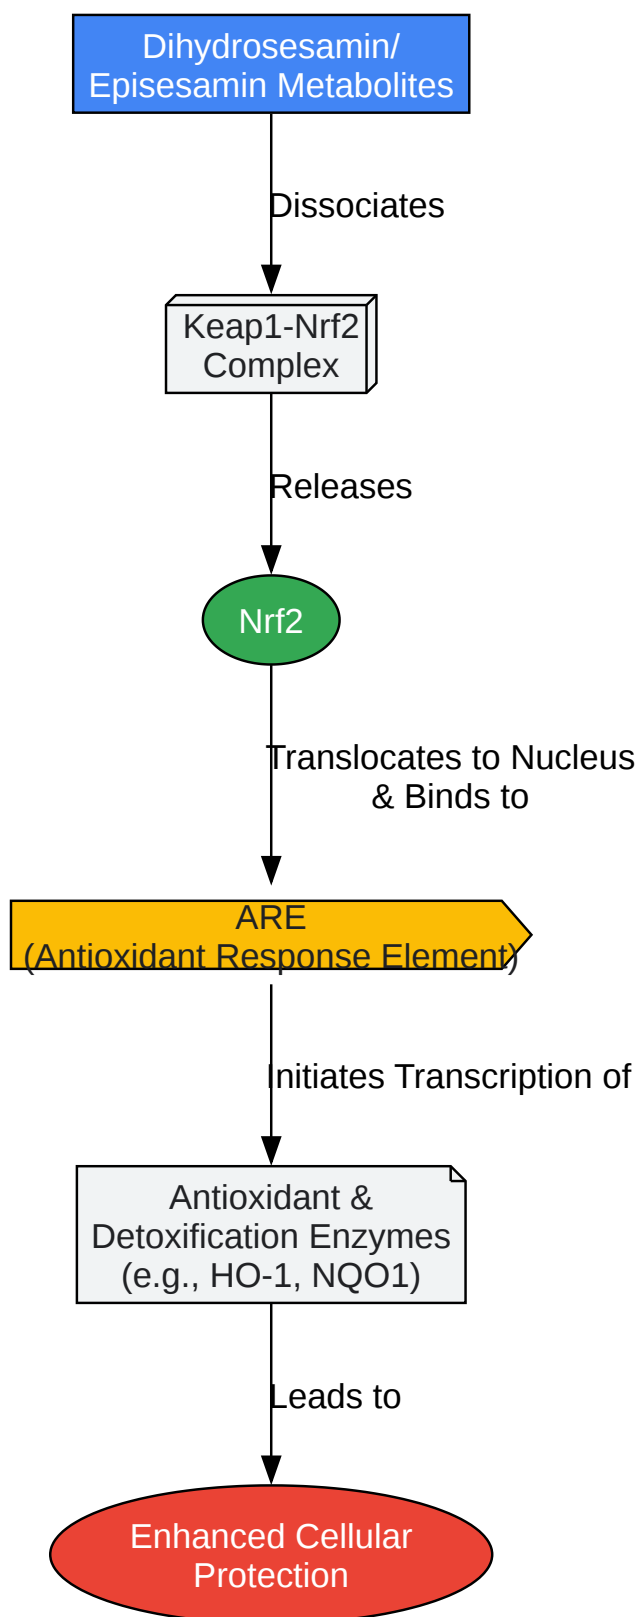 Dihydrosesamin/
Episesamin Metabolites
Dissociates
Keap1-Nrf2
Complex
Releases
Nrf2
Translocates to Nucleus
& Binds to
ARE
(Antioxidant Response Element)
Initiates Transcription of
Antioxidant &
Detoxification Enzymes
(e.g., HO-1, NQO1)
Leads to
Enhanced Cellular
Protection